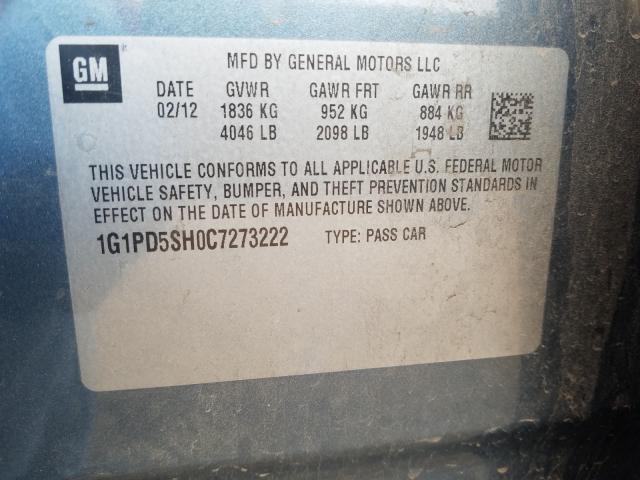 GM
MFD BY GENERAL MOTORS LLC
DATE GVWR GAWR FRT GAWR RR
02/12 1836 KG 952 KG 884 KG
4046 LB 2098 LB 1948 LB
THIS VEHICLE CONFORMS TO ALL APPLICABLE U.S. FEDERAL MOTOR
VEHICLE SAFETY, BUMPER, AND THEFT PREVENTION STANDARDS IN
EFFECT ON THE DATE OF MANUFACTURE SHOWN ABOVE.
1G1PD5SH0C7273222 TYPE: PASS CAR